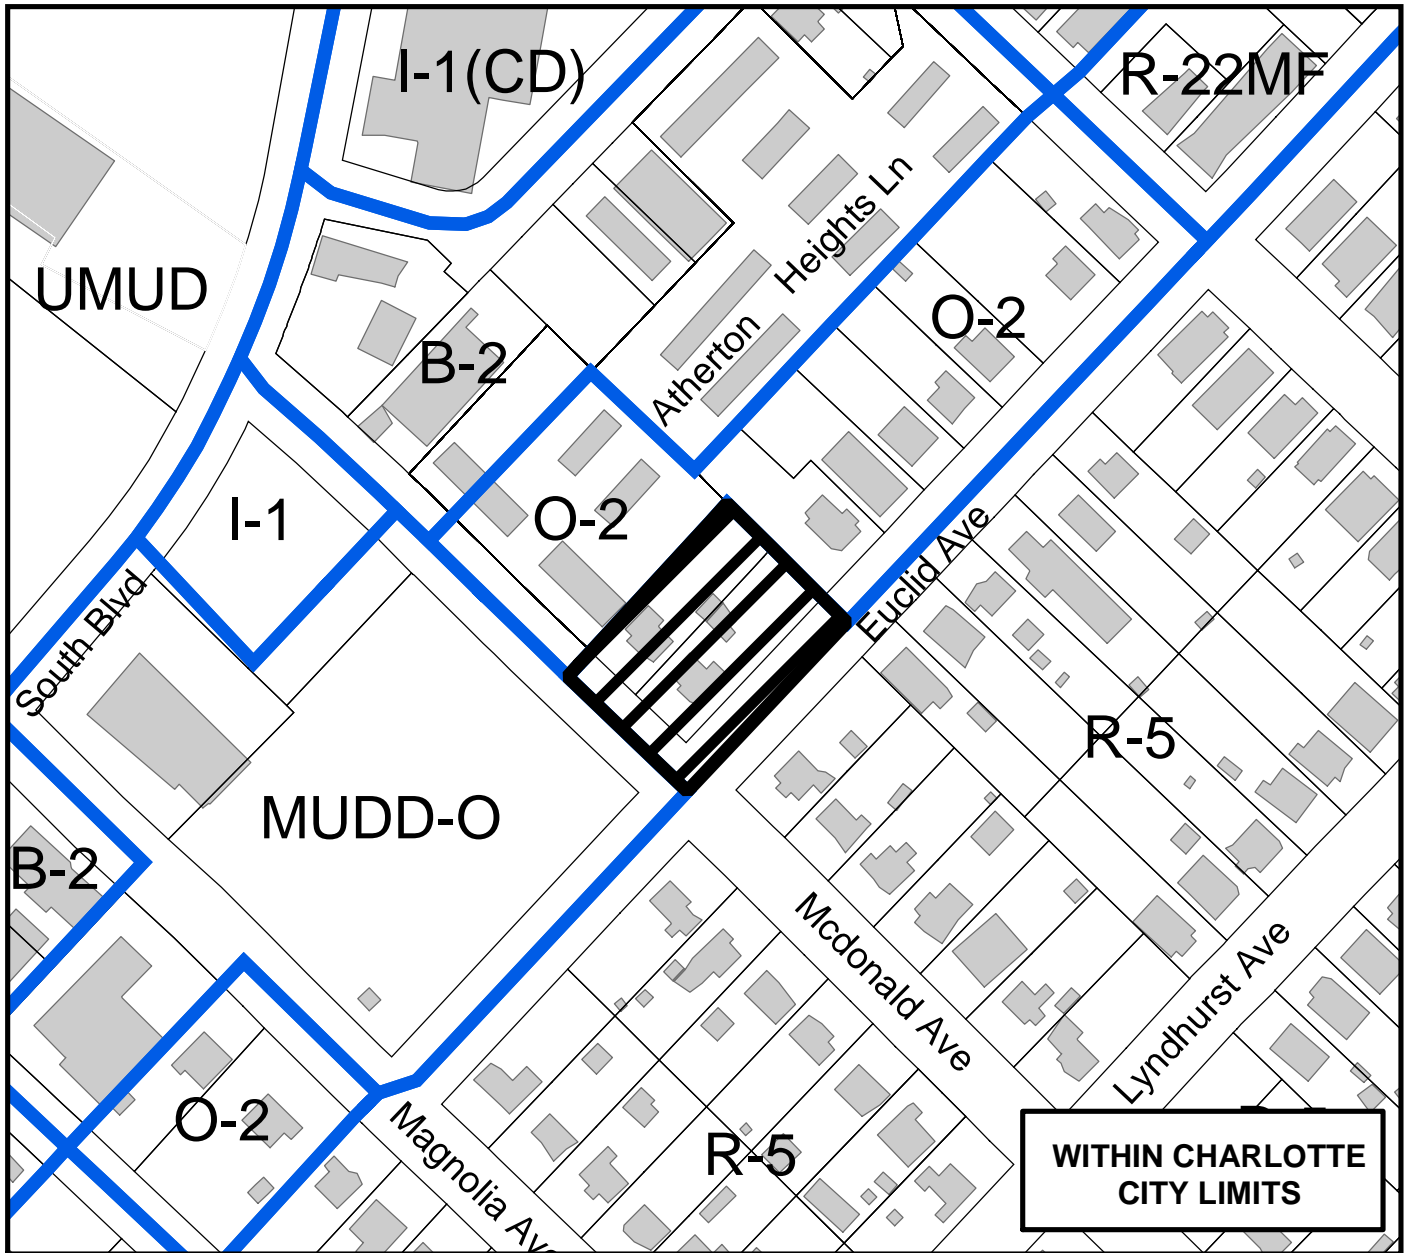 I-1(CD)
R-22MF
UMUD
Heights Ln
O-2
B-2
Atherton
I-1
O-2
Euclid Ave
South Blvd
R-5
MUDD-O
B-2
Mcdonald Ave
Lyndhurst Ave
O-2
Magnolia Ave
R-5
WITHIN CHARLOTTE
CITY LIMITS